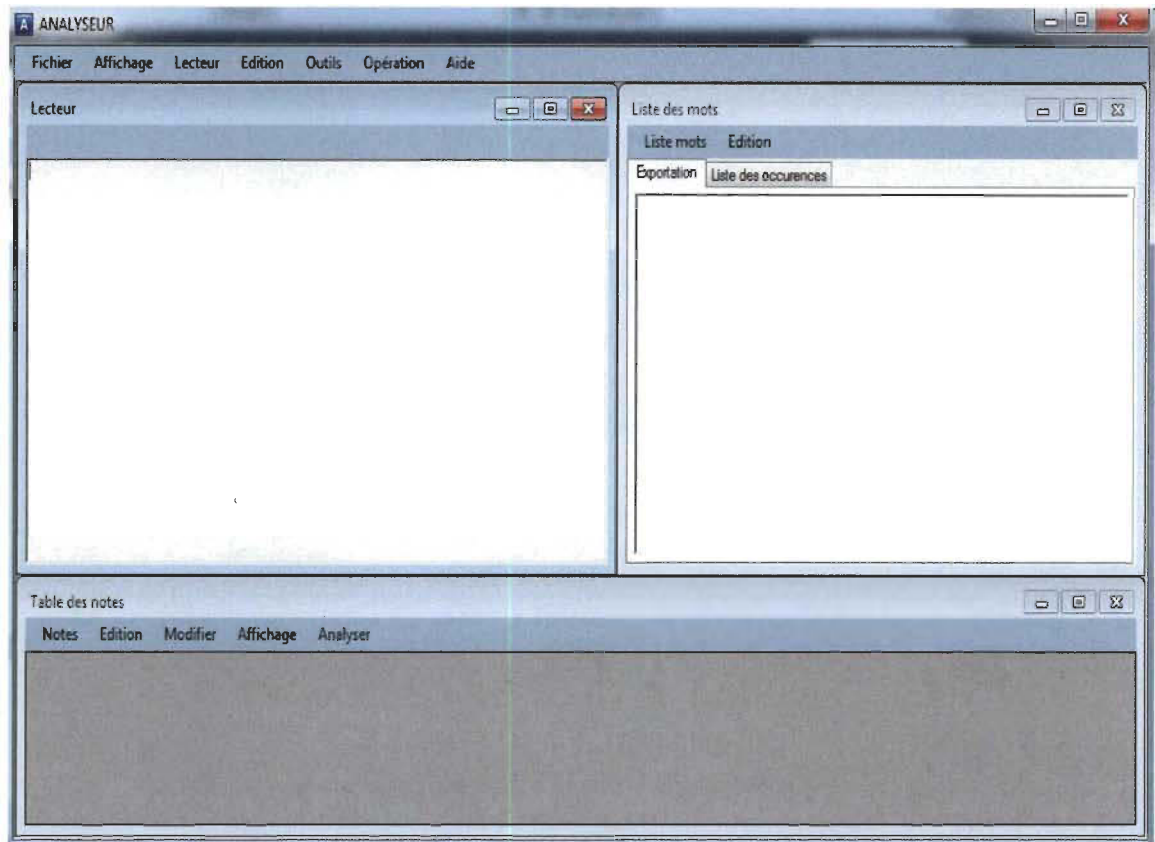 A ANALYSEUR
Fichier Affichage Lecteur Edition Outils Opération Aide
Lecteur
Liste des mots
Liste mots Edition
Exportation Liste des occurences
Table des notes
Notes Edition Modifier Affichage Analyser